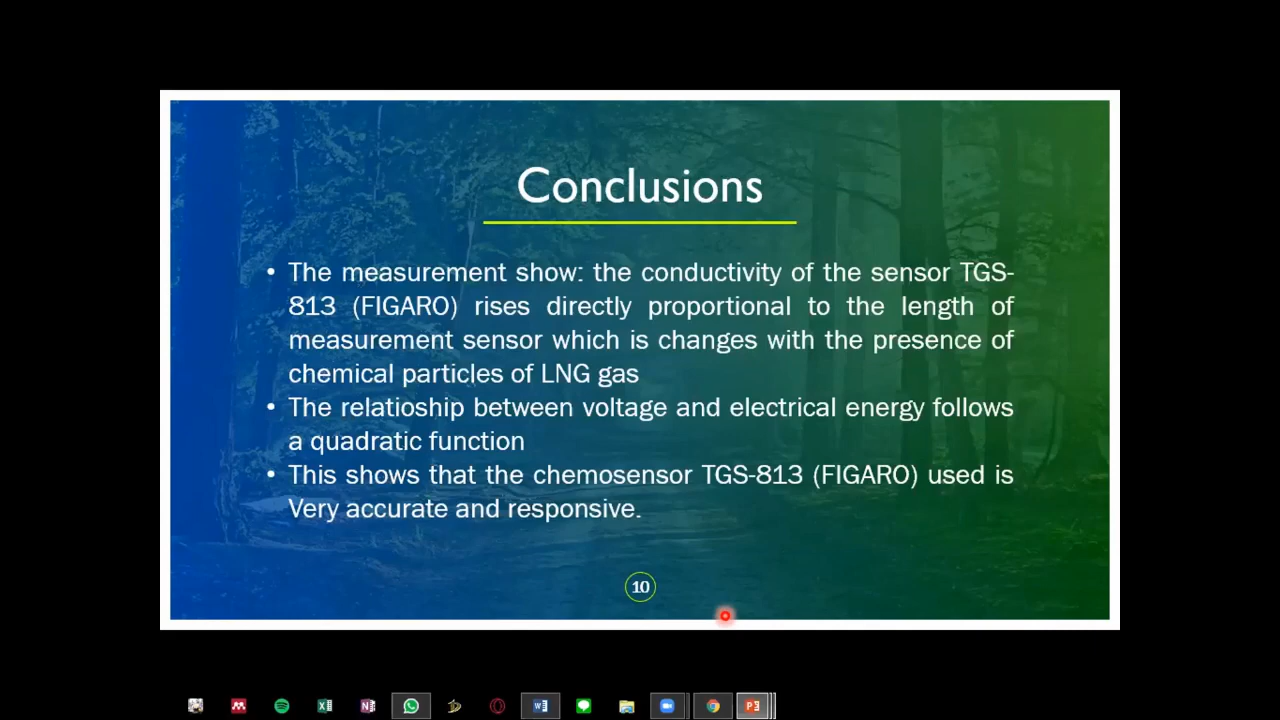 Conclusions
• The measurement show: the conductivity of the sensor TGS-
813 (FIGARO) rises directly proportional to the length of
measurement sensor which is changes with the presence of
chemical particles of LNG gas
• The relatioship between voltage and electrical energy follows
a quadratic function
• This shows that the chemosensor TGS-813 (FIGARO) used is
Very accurate and responsive.
10